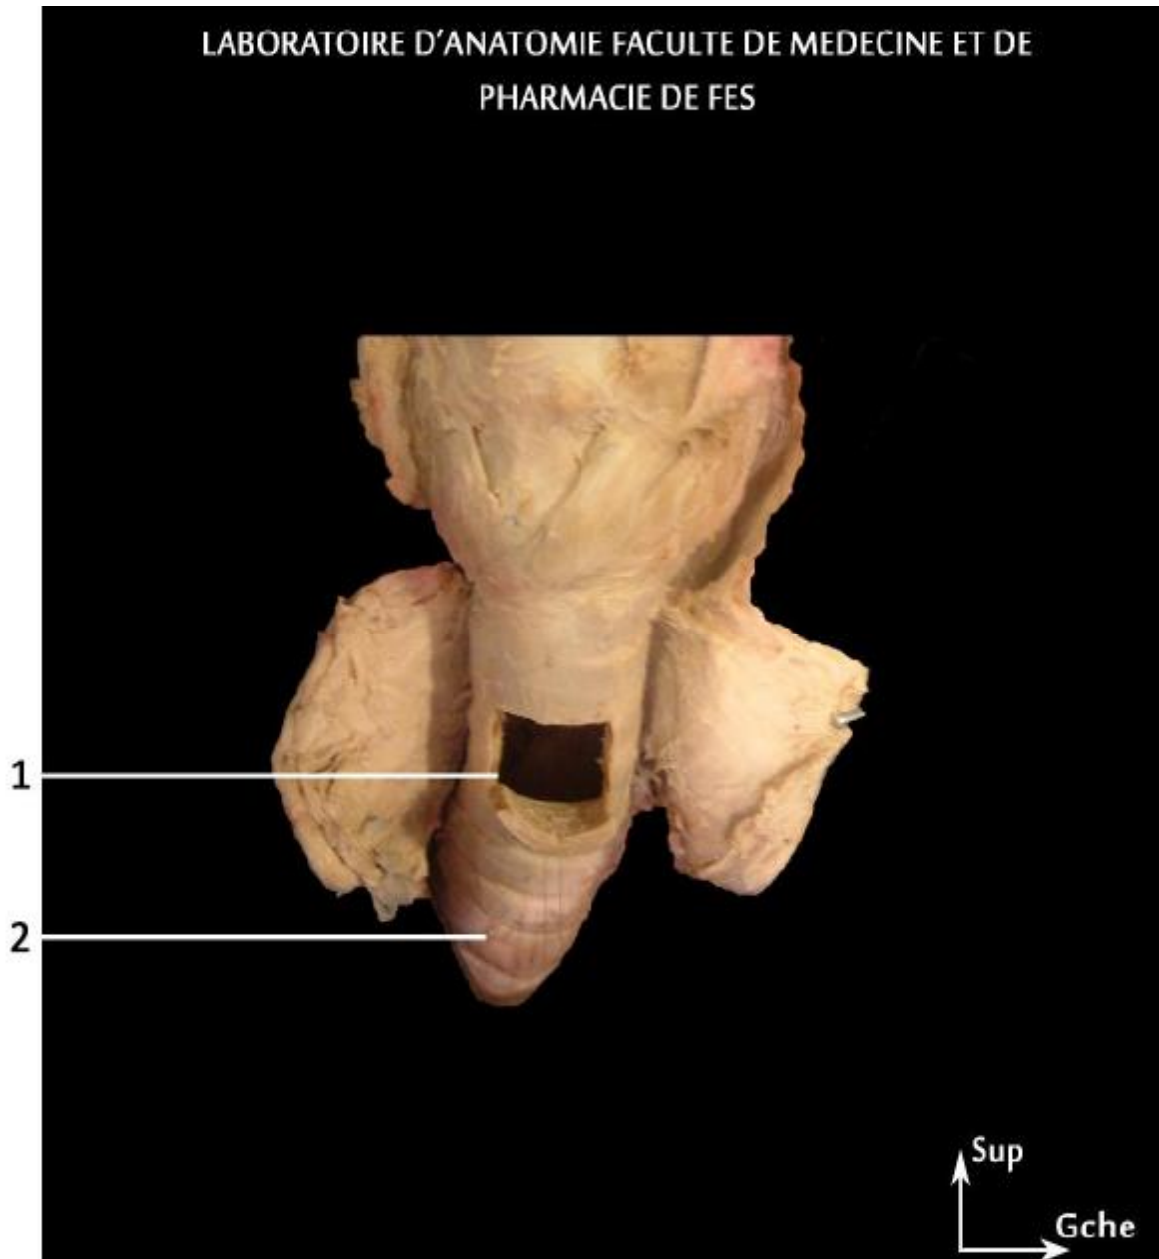 LABORATOIRE D'ANATOMIE FACULTE DE MEDECINE ET DE
PHARMACIE DE FES
1
2
Sup
Gche